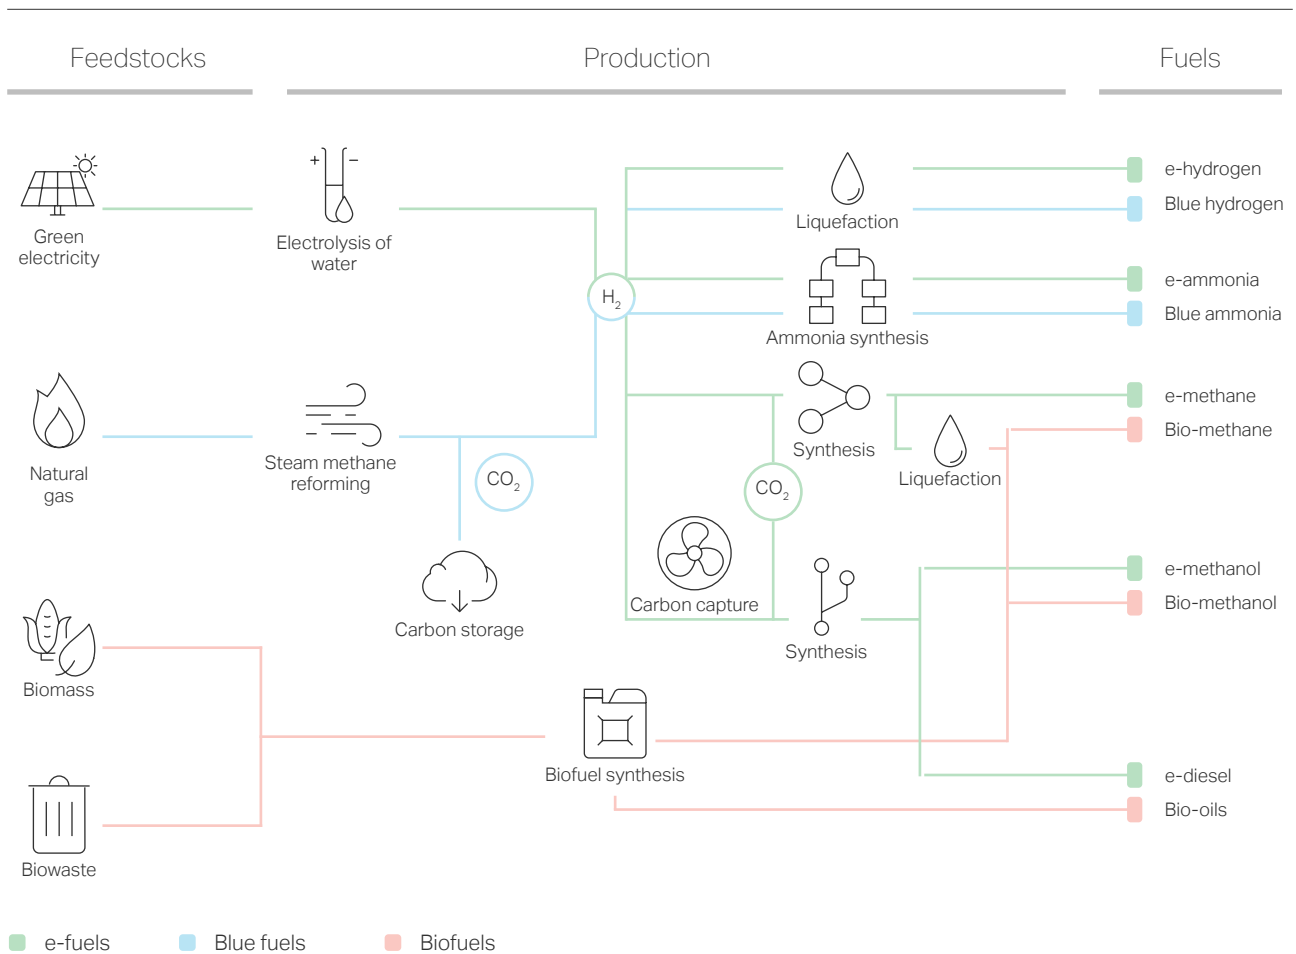 Feedstocks
Production
Fuels
Green
electricity
+ −
Electrolysis of
water
Liquefaction
e-hydrogen
Blue hydrogen
H₂
Ammonia synthesis
e-ammonia
Blue ammonia
Natural
gas
Steam methane
reforming
CO₂
Carbon storage
Synthesis
Liquefaction
e-methane
Bio-methane
CO₂
Carbon capture
Synthesis
e-methanol
Bio-methanol
Biomass
Biowaste
Biofuel synthesis
e-diesel
Bio-oils
e-fuels
Blue fuels
Biofuels